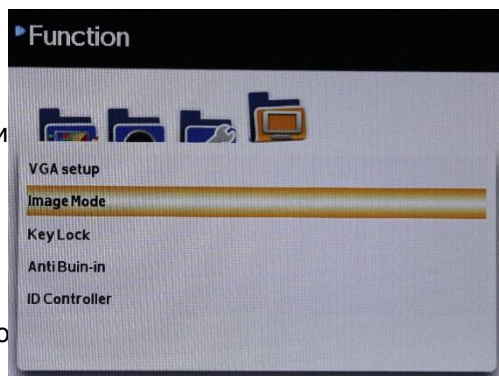 Function
и
VGA setup
Image Mode
Key Lock
Anti Buin-in
ID Controller
о